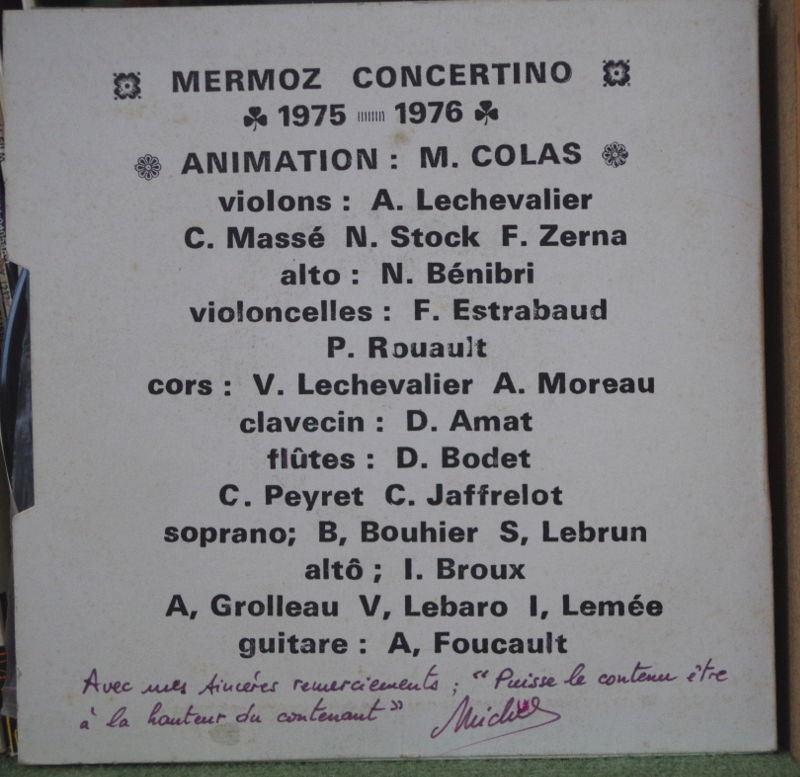 MERMOZ CONCERTINO
1975 1976
ANIMATION : M. COLAS
violons : A. Lechevalier
C. Massé N. Stock F. Zerna
alto : N. Bénibri
violoncelles : F. Estrabaud
P. Rouault
cors : V. Lechevalier A. Moreau
clavecin : D. Amat
flûtes : D. Bodet
C. Peyret C. Jaffrelot
soprano; B, Bouhier S, Lebrun
altô ; I. Broux
A, Grolleau V, Lebaro I, Lemée
guitare : A, Foucault
Avec mes sincéres remerciements ; "Puisse le contenu être
à la hauteur du contenant" Michel